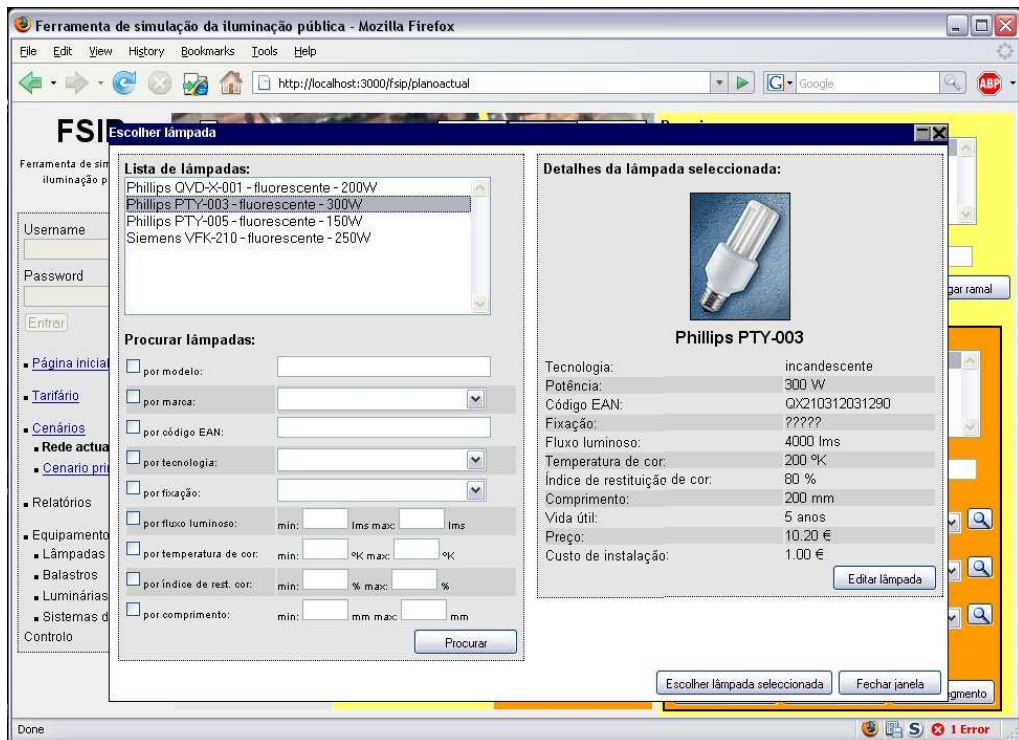 Ferramenta de simulação da iluminação pública - Mozilla Firefox
File Edit View History Bookmarks Tools Help
http://localhost:3000/fsip/planoactual
G Google
ABP
FSIP
Ferramenta de sim
iluminação p
Username
Password
Entrar
Página inicial
Tarifário
Cenários
Rede actua
Cenario pri
Relatórios
Equipamento
Lâmpadas
Balastros
Luminárias
Sistemas d
Controlo
Escolher lâmpada
Lista de lâmpadas:
Phillips QVD-X-001 - fluorescente - 200W
Phillips PTY-003 - fluorescente - 300W
Phillips PTY-005 - fluorescente - 150W
Siemens VFK-210 - fluorescente - 250W
Procurar lâmpadas:
por modelo:
por marca:
por código EAN:
por tecnologia:
por fixação:
por fluxo luminoso: min: lms max: lms
por temperatura de cor: min: ºK max: ºK
por índice de rest. cor: min: % max: %
por comprimento: min: mm max: mm
Procurar
Detalhes da lâmpada seleccionada:
Phillips PTY-003
Tecnologia: incandescente
Potência: 300 W
Código EAN: QX210312031290
Fixação: ?????
Fluxo luminoso: 4000 lms
Temperatura de cor: 200 ºK
Índice de restituição de cor: 80 %
Comprimento: 200 mm
Vida útil: 5 anos
Preço: 10.20 €
Custo de instalação: 1.00 €
Editar lâmpada
Escolher lâmpada seleccionada
Fechar janela
gar ramal
egmento
Done
1 Error